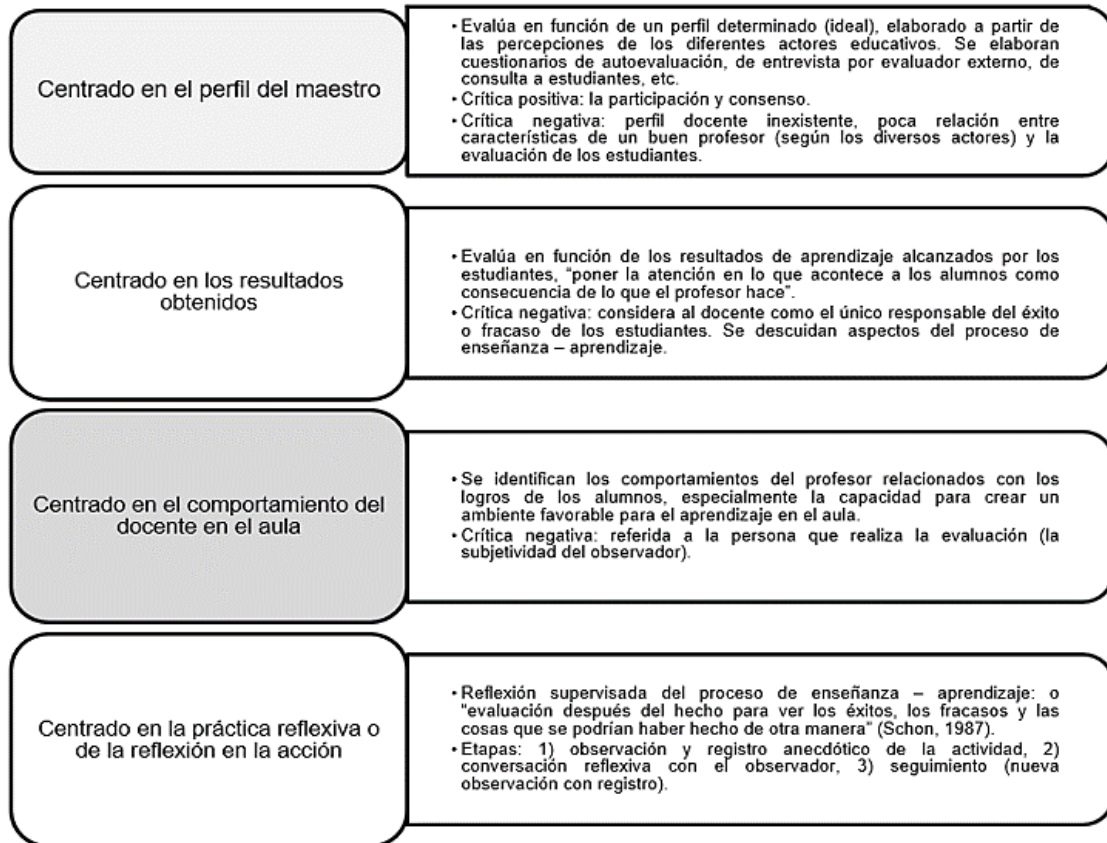 Centrado en el perfil del maestro
• Evalúa en función de un perfil determinado (ideal), elaborado a partir de
las percepciones de los diferentes actores educativos. Se elaboran
cuestionarios de autoevaluación, de entrevista por evaluador externo, de
consulta a estudiantes, etc.
• Crítica positiva: la participación y consenso.
• Crítica negativa: perfil docente inexistente, poca relación entre
características de un buen profesor (según los diversos actores) y la
evaluación de los estudiantes.
Centrado en los resultados
obtenidos
• Evalúa en función de los resultados de aprendizaje alcanzados por los
estudiantes, “poner la atención en lo que acontece a los alumnos como
consecuencia de lo que el profesor hace”.
• Crítica negativa: considera al docente como el único responsable del éxito
o fracaso de los estudiantes. Se descuidan aspectos del proceso de
enseñanza – aprendizaje.
Centrado en el comportamiento del
docente en el aula
• Se identifican los comportamientos del profesor relacionados con los
logros de los alumnos, especialmente la capacidad para crear un
ambiente favorable para el aprendizaje en el aula.
• Crítica negativa: referida a la persona que realiza la evaluación (la
subjetividad del observador).
Centrado en la práctica reflexiva o
de la reflexión en la acción
• Reflexión supervisada del proceso de enseñanza – aprendizaje: o
"evaluación después del hecho para ver los éxitos, los fracasos y las
cosas que se podrían haber hecho de otra manera” (Schon, 1987).
• Etapas: 1) observación y registro anecdótico de la actividad, 2)
conversación reflexiva con el observador, 3) seguimiento (nueva
observación con registro).